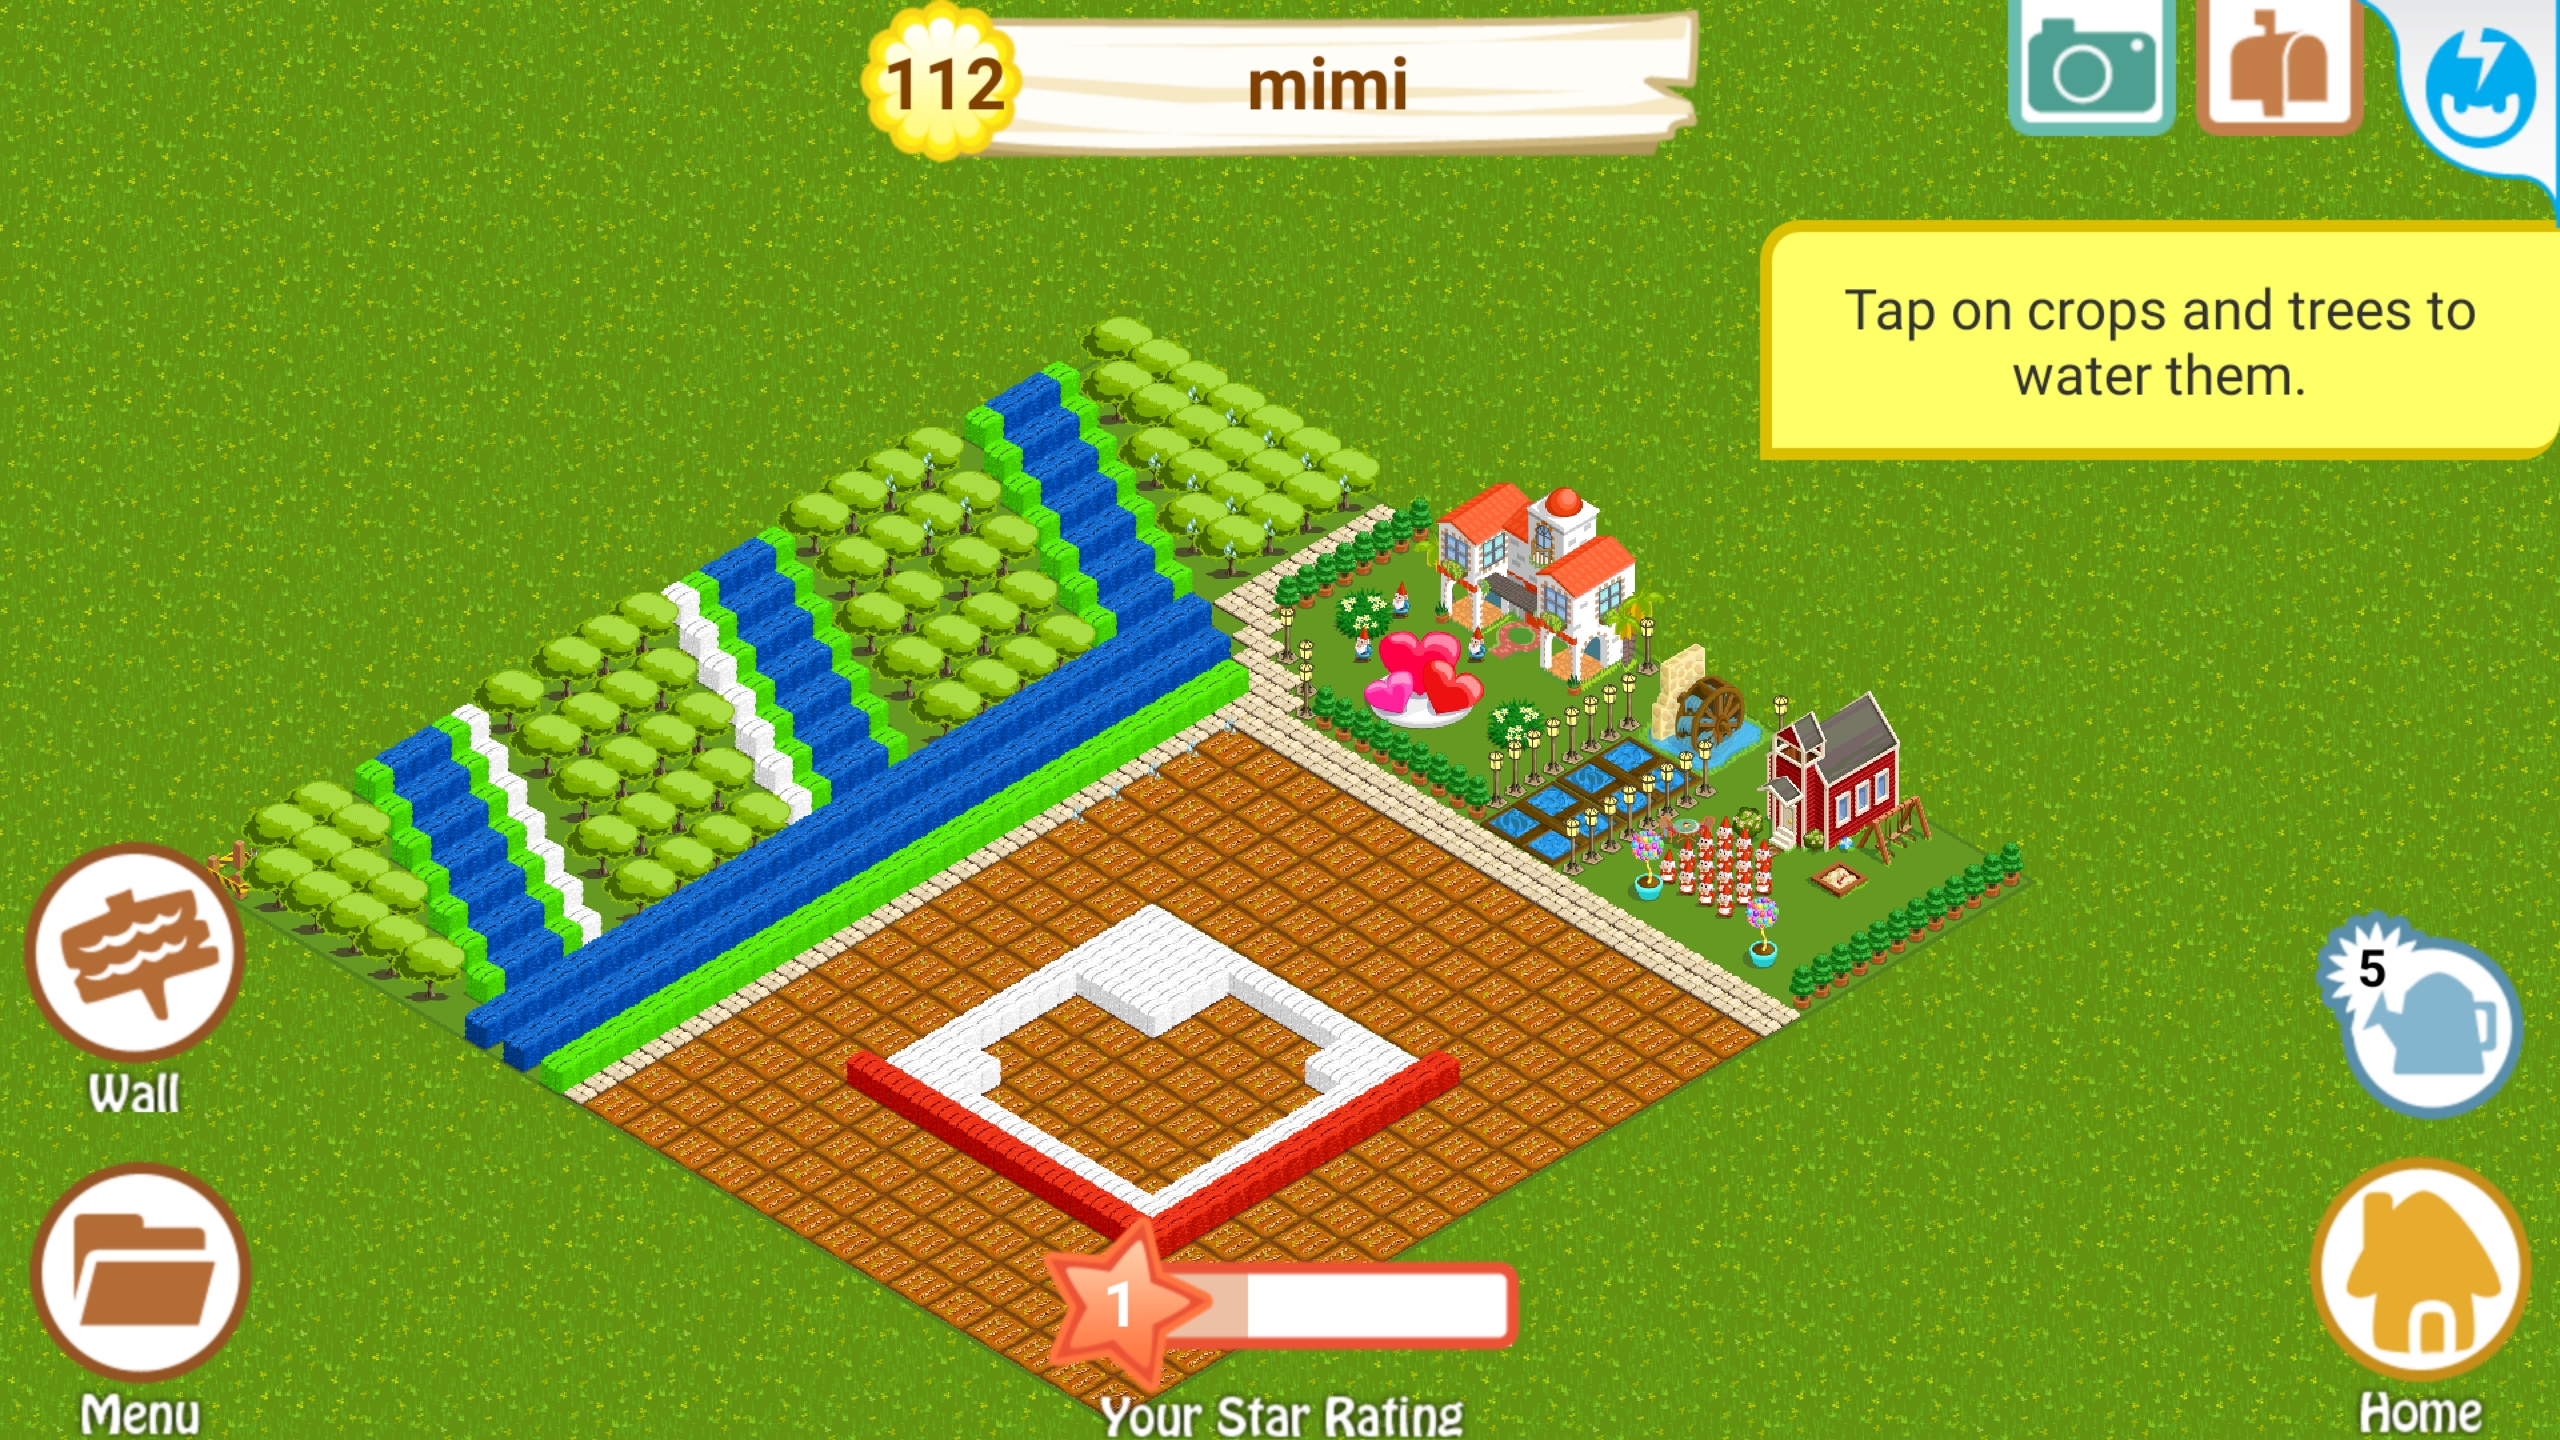 112
mimi
Tap on crops and trees to
water them.
Wall
5
Menu
1
Your Star Rating
Home